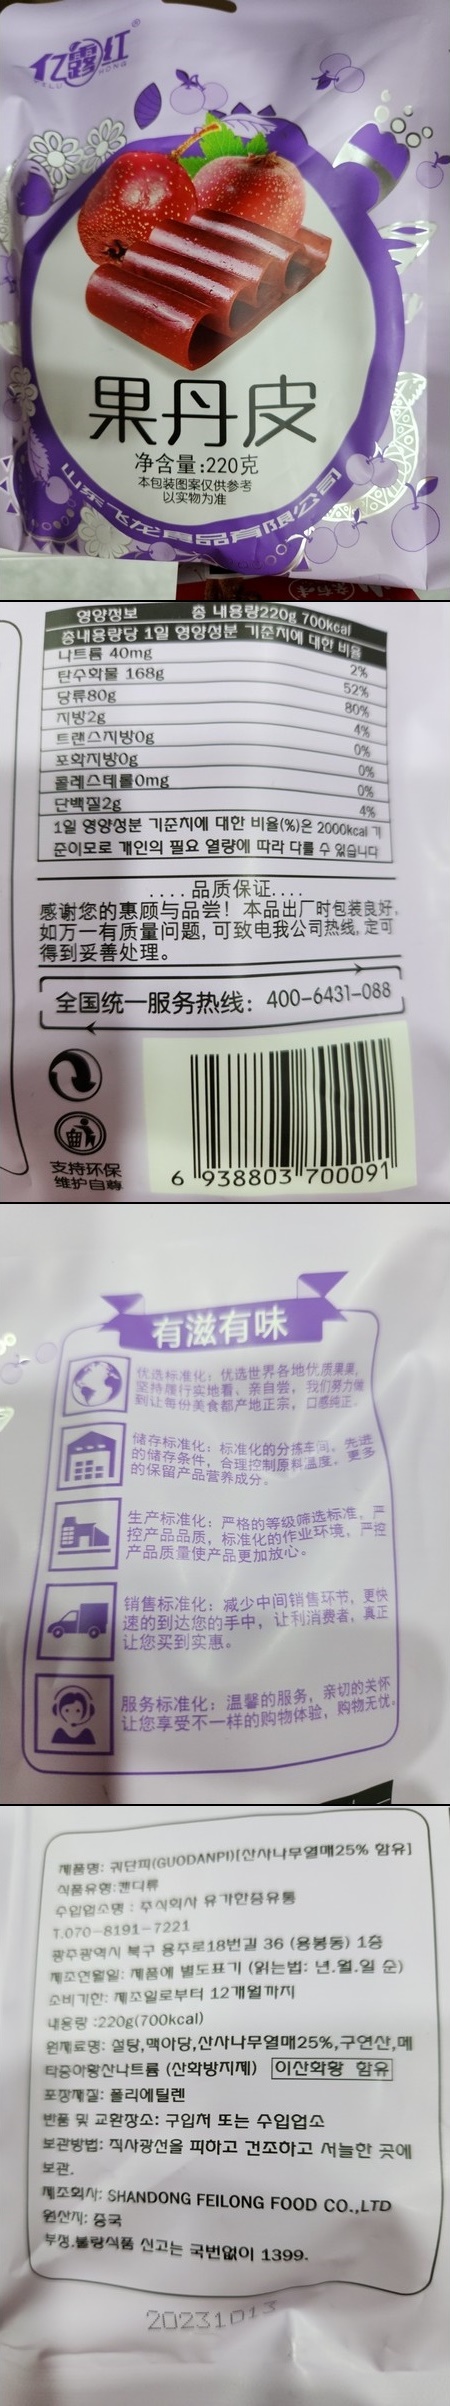 亿露红®
YILU HONG
果丹皮
净含量:220克
本包装图案仅供参考
以实物为准
山东飞龙食品有限公司
영양정보 총 내용량220g 700kcal
총내용량당 1일 영양성분 기준치에 대한 비율
나트륨 40mg 2%
탄수화물 168g 52%
당류80g 80%
지방2g 4%
트랜스지방0g 0%
포화지방0g 0%
콜레스테롤0mg 0%
단백질2g 4%
1일 영양성분 기준치에 대한 비율(%)은 2000kcal 기
준이므로 개인의 필요 열량에 따라 다를 수 있습니다
....品质保证....
感谢您的惠顾与品尝！本品出厂时包装良好,
如万一有质量问题, 可致电我公司热线, 定可
得到妥善处理。
全国统一服务热线：400-6431-088
支持环保
维护自尊
6 938803 700091
有滋有味
优选标准化：优选世界各地优质果果,
坚持履行实地看、亲自尝，我们努力做
到让每份美食都产地正宗，口感纯正。
储存标准化：标准化的分拣车间，先进
的储存条件，合理控制原料温度。更多
的保留产品营养成分。
生产标准化：严格的等级筛选标准，严
控产品品质，标准化的作业环境，严控
产品质量使产品更加放心。
销售标准化：减少中间销售环节，更快
速的到达您的手中，让利消费者，真正
让您买到实惠。
服务标准化：温馨的服务，亲切的关怀
让您享受不一样的购物体验，购物无忧。
제품명: 궈단피(GUODANPI)[산사나무열매25% 함유]
식품유형:캔디류
수입업소명 : 주식회사 유가한중유통
T.070-8191-7221
광주광역시 북구 용주로18번길 36 (용봉동) 1층
제조연월일: 제품에 별도표기 (읽는법: 년.월.일 순)
소비기한: 제조일로부터 12개월까지
내용량 :220g(700kcal)
원재료명: 설탕,맥아당,산사나무열매25%,구연산,메
타중아황산나트륨 (산화방지제) 이산화황 함유
포장재질: 폴리에틸렌
반품 및 교환장소: 구입처 또는 수입업소
보관방법: 직사광선을 피하고 건조하고 서늘한 곳에
보관.
제조회사: SHANDONG FEILONG FOOD CO.,LTD
원산지: 중국
부정.불량식품 신고는 국번없이 1399.
20231013